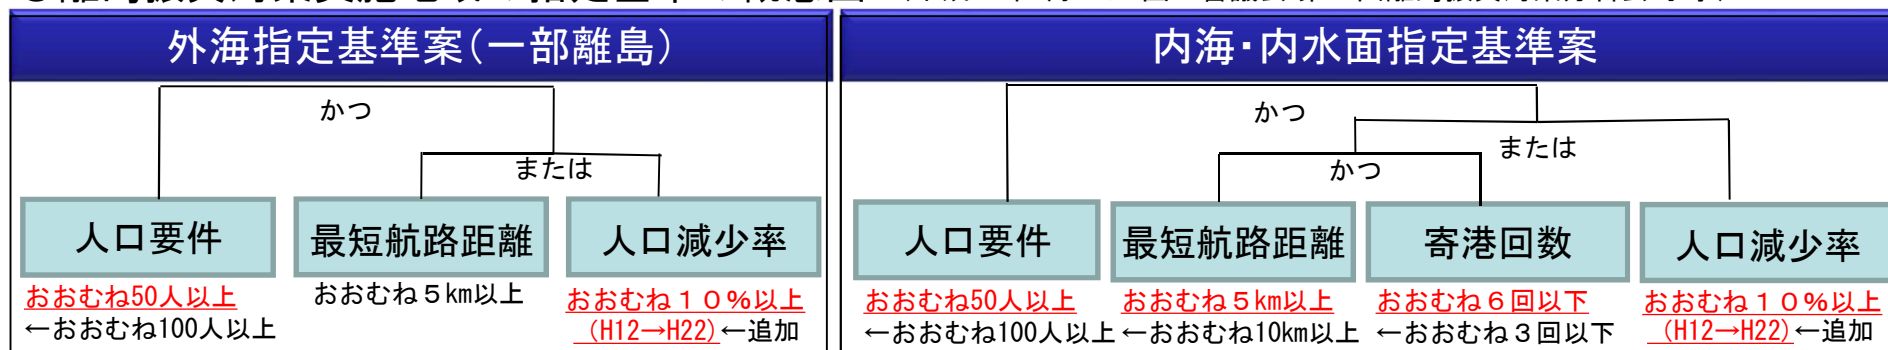 外海指定基準案(一部離島)
かつ
または
人口要件
最短航路距離
人口減少率
おおむね50人以上
←おおむね100人以上
おおむね5km以上
おおむね10%以上
(H12→H22)←追加
内海・内水面指定基準案
かつ
または
かつ
人口要件
最短航路距離
寄港回数
人口減少率
おおむね50人以上
←おおむね100人以上
おおむね5km以上
←おおむね10km以上
おおむね6回以下
←おおむね3回以下
おおむね10%以上
(H12→H22)←追加